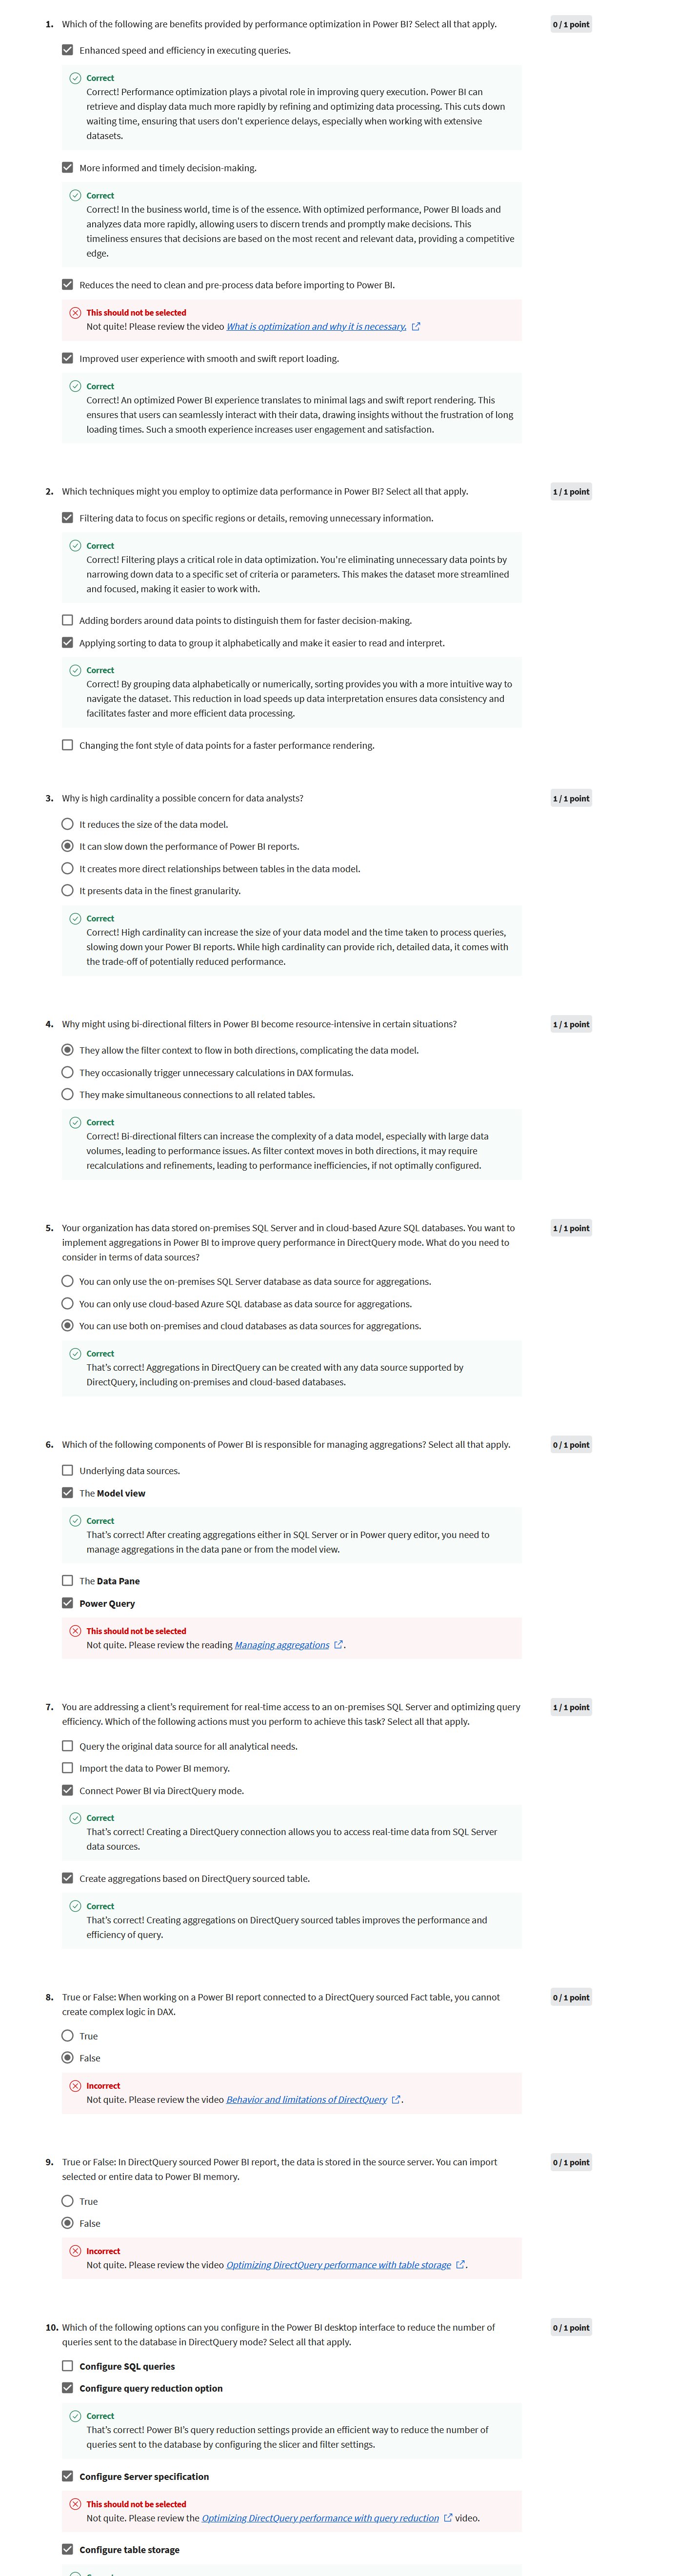 1. Which of the following are benefits provided by performance optimization in Power BI? Select all that apply.
0 / 1 point
Enhanced speed and efficiency in executing queries.
Correct
Correct! Performance optimization plays a pivotal role in improving query execution. Power BI can
retrieve and display data much more rapidly by refining and optimizing data processing. This cuts down
waiting time, ensuring that users don't experience delays, especially when working with extensive
datasets.
More informed and timely decision-making.
Correct
Correct! In the business world, time is of the essence. With optimized performance, Power BI loads and
analyzes data more rapidly, allowing users to discern trends and promptly make decisions. This
timeliness ensures that decisions are based on the most recent and relevant data, providing a competitive
edge.
Reduces the need to clean and pre-process data before importing to Power BI.
This should not be selected
Not quite! Please review the video What is optimization and why it is necessary.
Improved user experience with smooth and swift report loading.
Correct
Correct! An optimized Power BI experience translates to minimal lags and swift report rendering. This
ensures that users can seamlessly interact with their data, drawing insights without the frustration of long
loading times. Such a smooth experience increases user engagement and satisfaction.
2. Which techniques might you employ to optimize data performance in Power BI? Select all that apply.
1 / 1 point
Filtering data to focus on specific regions or details, removing unnecessary information.
Correct
Correct! Filtering plays a critical role in data optimization. You're eliminating unnecessary data points by
narrowing down data to a specific set of criteria or parameters. This makes the dataset more streamlined
and focused, making it easier to work with.
Adding borders around data points to distinguish them for faster decision-making.
Applying sorting to data to group it alphabetically and make it easier to read and interpret.
Correct
Correct! By grouping data alphabetically or numerically, sorting provides you with a more intuitive way to
navigate the dataset. This reduction in load speeds up data interpretation ensures data consistency and
facilitates faster and more efficient data processing.
Changing the font style of data points for a faster performance rendering.
3. Why is high cardinality a possible concern for data analysts?
1 / 1 point
It reduces the size of the data model.
It can slow down the performance of Power BI reports.
It creates more direct relationships between tables in the data model.
It presents data in the finest granularity.
Correct
Correct! High cardinality can increase the size of your data model and the time taken to process queries,
slowing down your Power BI reports. While high cardinality can provide rich, detailed data, it comes with
the trade-off of potentially reduced performance.
4. Why might using bi-directional filters in Power BI become resource-intensive in certain situations?
1 / 1 point
They allow the filter context to flow in both directions, complicating the data model.
They occasionally trigger unnecessary calculations in DAX formulas.
They make simultaneous connections to all related tables.
Correct
Correct! Bi-directional filters can increase the complexity of a data model, especially with large data
volumes, leading to performance issues. As filter context moves in both directions, it may require
recalculations and refinements, leading to performance inefficiencies, if not optimally configured.
5. Your organization has data stored on-premises SQL Server and in cloud-based Azure SQL databases. You want to
implement aggregations in Power BI to improve query performance in DirectQuery mode. What do you need to
consider in terms of data sources?
1 / 1 point
You can only use the on-premises SQL Server database as data source for aggregations.
You can only use cloud-based Azure SQL database as data source for aggregations.
You can use both on-premises and cloud databases as data sources for aggregations.
Correct
That's correct! Aggregations in DirectQuery can be created with any data source supported by
DirectQuery, including on-premises and cloud-based databases.
6. Which of the following components of Power BI is responsible for managing aggregations? Select all that apply.
0 / 1 point
Underlying data sources.
The Model view
Correct
That's correct! After creating aggregations either in SQL Server or in Power query editor, you need to
manage aggregations in the data pane or from the model view.
The Data Pane
Power Query
This should not be selected
Not quite. Please review the reading Managing aggregations .
7. You are addressing a client's requirement for real-time access to an on-premises SQL Server and optimizing query
efficiency. Which of the following actions must you perform to achieve this task? Select all that apply.
1 / 1 point
Query the original data source for all analytical needs.
Import the data to Power BI memory.
Connect Power BI via DirectQuery mode.
Correct
That's correct! Creating a DirectQuery connection allows you to access real-time data from SQL Server
data sources.
Create aggregations based on DirectQuery sourced table.
Correct
That's correct! Creating aggregations on DirectQuery sourced tables improves the performance and
efficiency of query.
8. True or False: When working on a Power BI report connected to a DirectQuery sourced Fact table, you cannot
create complex logic in DAX.
0 / 1 point
True
False
Incorrect
Not quite. Please review the video Behavior and limitations of DirectQuery .
9. True or False: In DirectQuery sourced Power BI report, the data is stored in the source server. You can import
selected or entire data to Power BI memory.
0 / 1 point
True
False
Incorrect
Not quite. Please review the video Optimizing DirectQuery performance with table storage .
10. Which of the following options can you configure in the Power BI desktop interface to reduce the number of
queries sent to the database in DirectQuery mode? Select all that apply.
0 / 1 point
Configure SQL queries
Configure query reduction option
Correct
That's correct! Power BI's query reduction settings provide an efficient way to reduce the number of
queries sent to the database by configuring the slicer and filter settings.
Configure Server specification
This should not be selected
Not quite. Please review the Optimizing DirectQuery performance with query reduction video.
Configure table storage